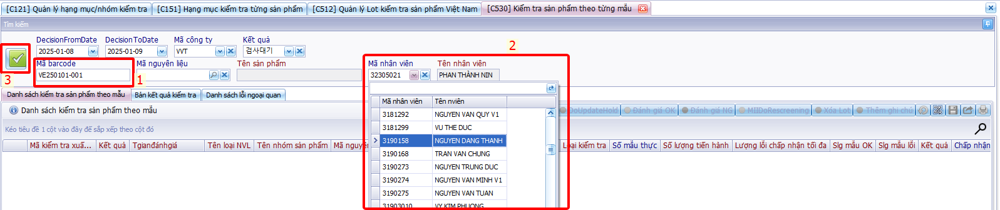 [C121] Quản lý hạng mục/nhóm kiểm tra
[C151] Hạng mục kiểm tra từng sản phẩm
[C512] Quản lý Lot kiểm tra sản phẩm Việt Nam
[C530] Kiểm tra sản phẩm theo từng mẫu
Tìm kiếm
DecisionFromDate DecisionToDate Mã công ty Kết quả
2025-01-08 2025-01-09 VVT 검사대기
2
Mã barcode Mã nguyên liệu Tên sản phẩm Mã nhân viên Tên nhân viên
VE250101-001 32305021 PHAN THÀNH NIN
3 1
Danh sách kiểm tra sản phẩm theo mẫu Bản kết quả kiểm tra Danh sách lỗi ngoại quan
Mã nhân viên Tên nviên
3181292 NGUYEN VAN QUY V1
3181299 VU THE DUC
3190158 NGUYEN DANG THANH
3190168 TRAN VAN CHUNG
3190273 NGUYEN TRUNG DUC
3190274 NGUYEN VAN MINH V1
3190275 NGUYEN VAN TUAN
31903010 VY KIM PHUONG
Danh sách kiểm tra sản phẩm theo mẫu
DoUpdateHold Đánh giá OK Đánh giá NG MIIDoRescreening Xóa Lot Thêm ghi chú
Kéo tiêu đề 1 cột vào đây để sắp xếp theo cột đó
Mã kiểm tra xuấ... Kết quả Tgianđánhgiá Tên loại NVL Tên nhóm sản phẩm Mã nguyê Loại kiểm tra Số mẫu thực Số lượng tiến hành Lượng lỗi chấp nhận tối đa Slg mẫu OK Slg mẫu lỗi Kết quả Chấp nhận